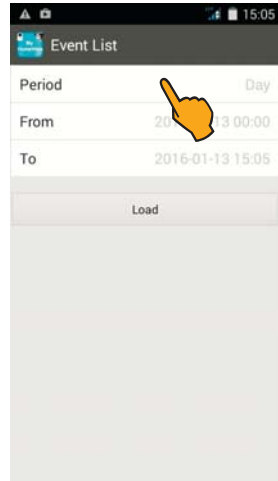 15:05
Event List
Period Day
From 13 00:00
To 2016-01-13 15:05
Load